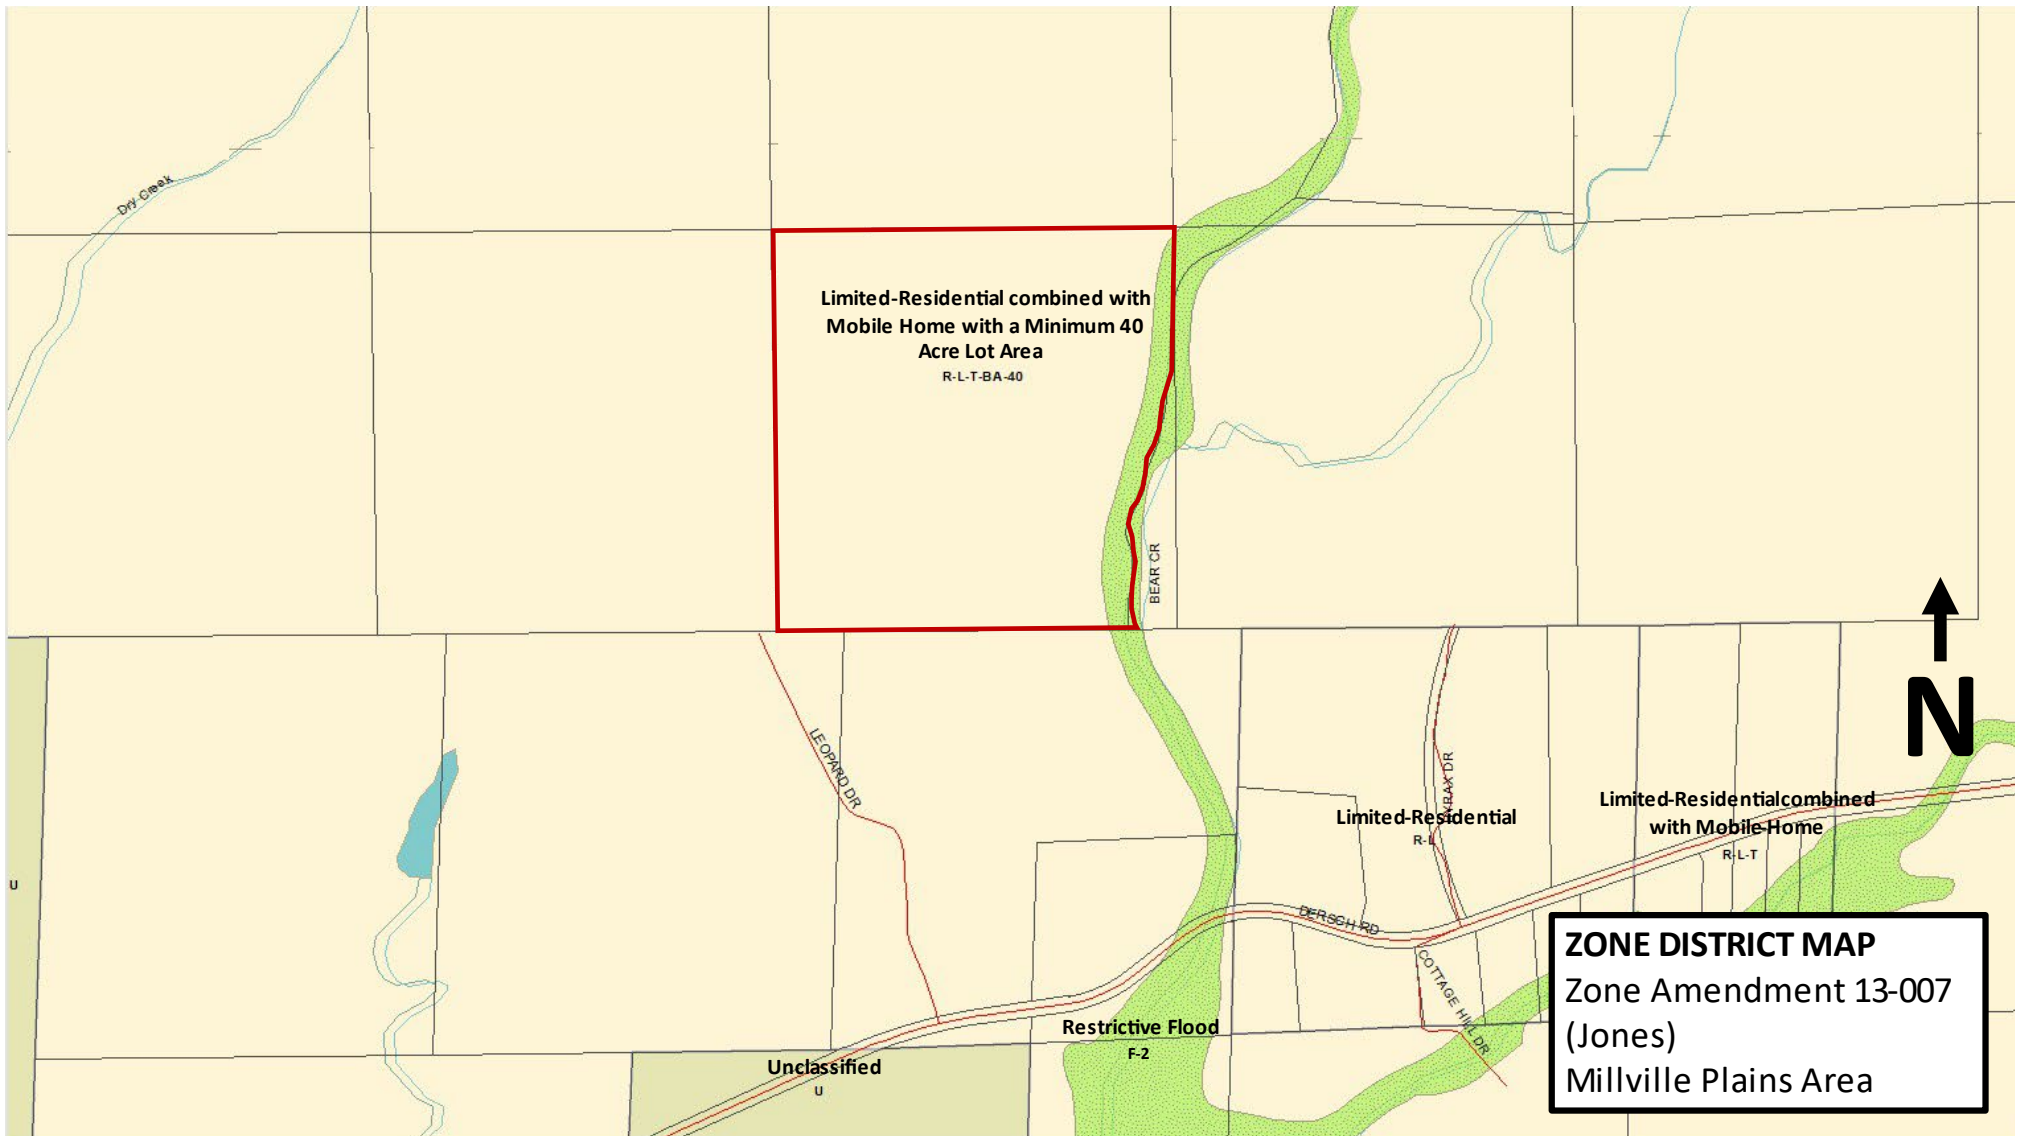 Dry Creek
Limited-Residential combined with
Mobile Home with a Minimum 40
Acre Lot Area
R-L-T-BA-40
BEAR CR
N
LEOPARD DR
YRAX DR
Limited-Residential
R-L
Limited-Residentialcombined
with Mobile Home
R-L-T
U
DERSCH RD
COTTAGE HILL DR
Restrictive Flood
F-2
Unclassified
U
ZONE DISTRICT MAP
Zone Amendment 13-007
(Jones)
Millville Plains Area